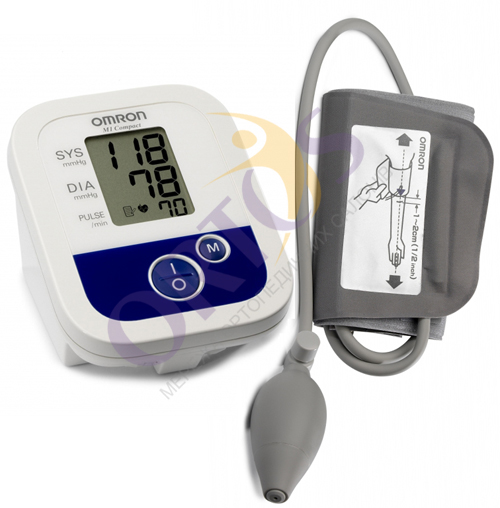 OMRON
M1 Compact
SYS
mmHg
118
DIA
mmHg
78
PULSE
/min
70
M
OMRON
1~2cm (1/2 inch)
ORTOS
ОРТОПЕДИЧНИХ